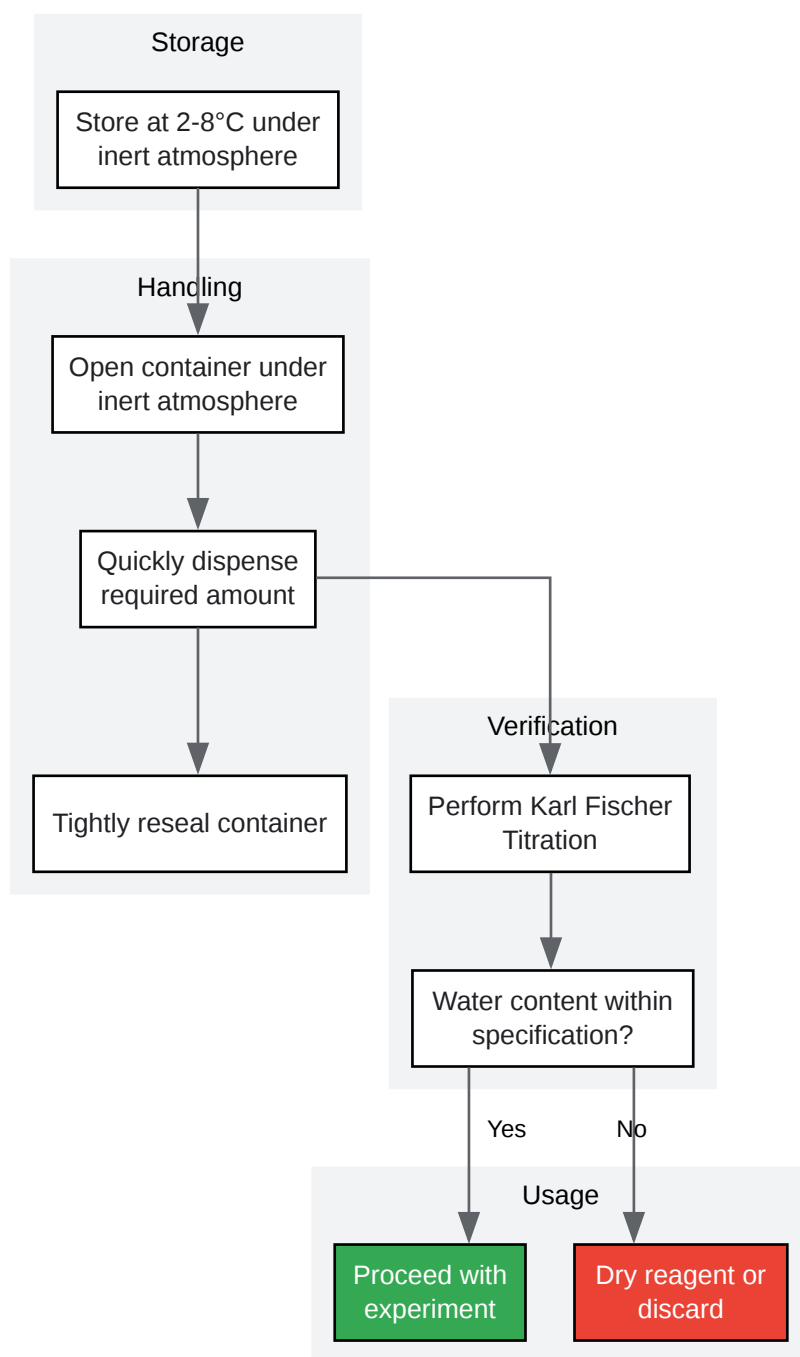 Storage
Store at 2-8°C under
inert atmosphere
Handling
Open container under
inert atmosphere
Quickly dispense
required amount
Tightly reseal container
Verification
Perform Karl Fischer
Titration
Water content within
specification?
Yes
No
Usage
Proceed with
experiment
Dry reagent or
discard